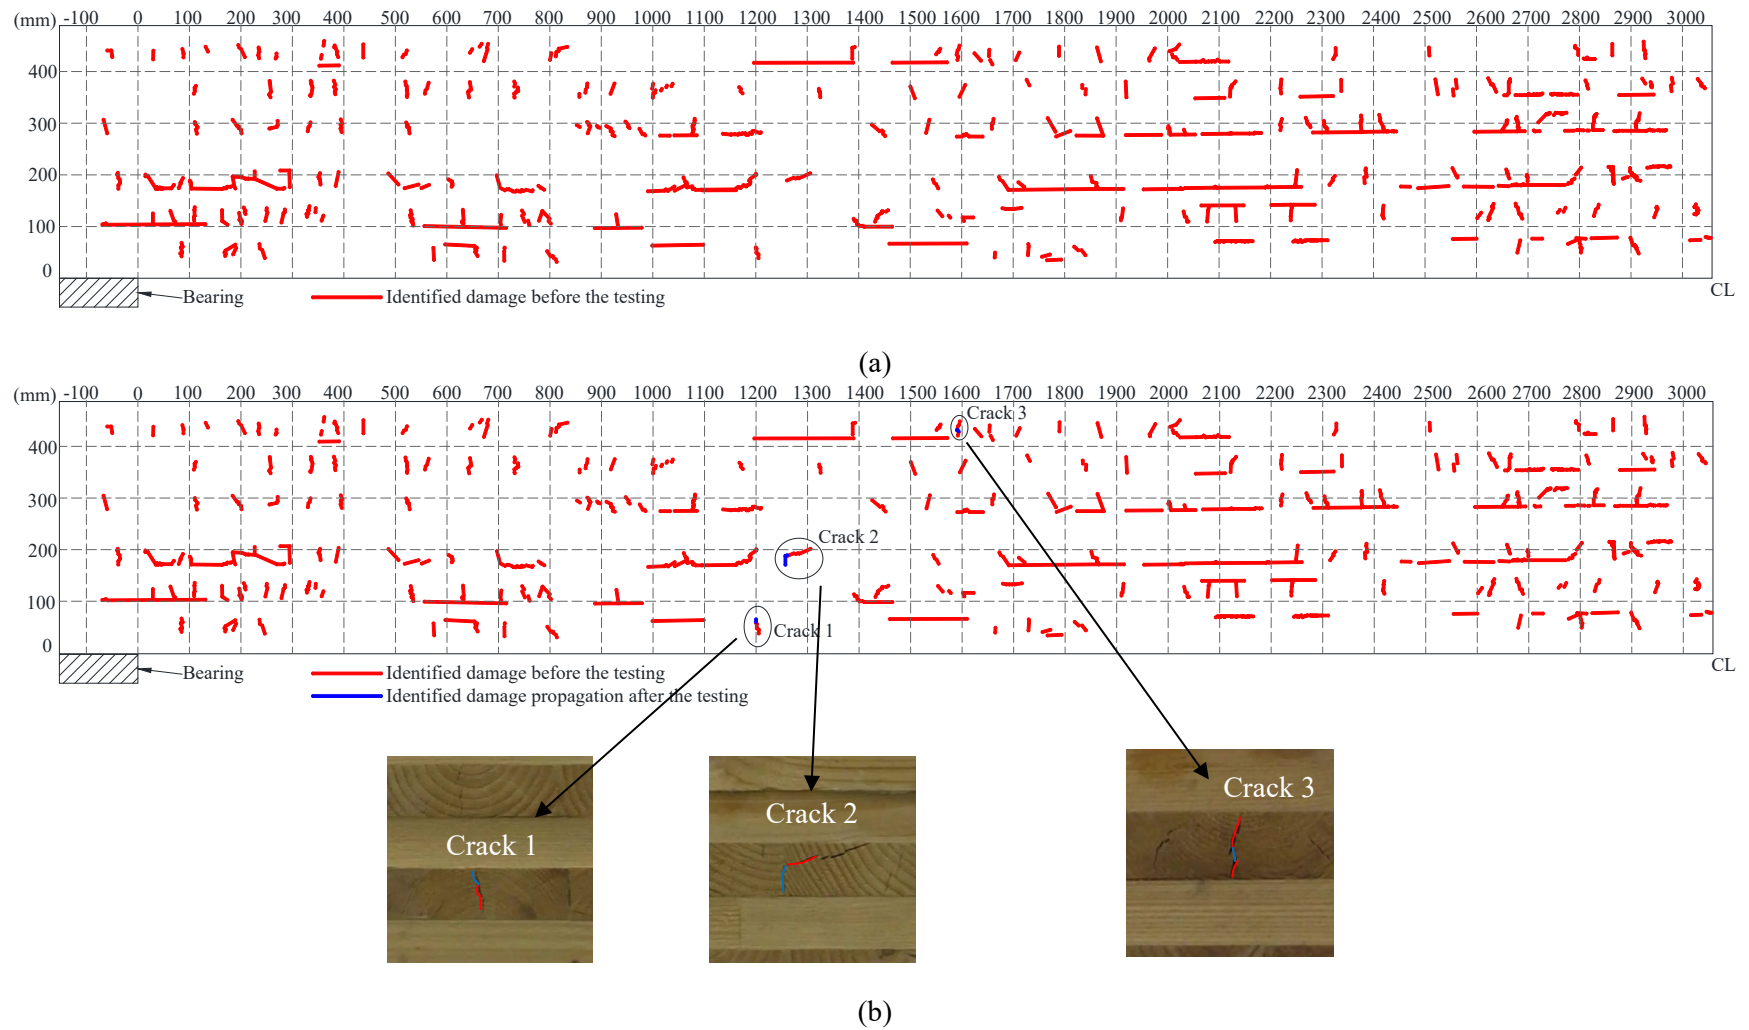 (mm) -100 0 100 200 300 400 500 600 700 800 900 1000 1100 1200 1300 1400 1500 1600 1700 1800 1900 2000 2100 2200 2300 2400 2500 2600 2700 2800 2900 3000
400
300
200
100
0
Bearing Identified damage before the testing CL
(a)
(mm) -100 0 100 200 300 400 500 600 700 800 900 1000 1100 1200 1300 1400 1500 1600 1700 1800 1900 2000 2100 2200 2300 2400 2500 2600 2700 2800 2900 3000
Crack 3
400
300
Crack 2
200
100
Crack 1
0
Bearing Identified damage before the testing CL
Identified damage propagation after the testing
Crack 3
Crack 2
Crack 1
(b)